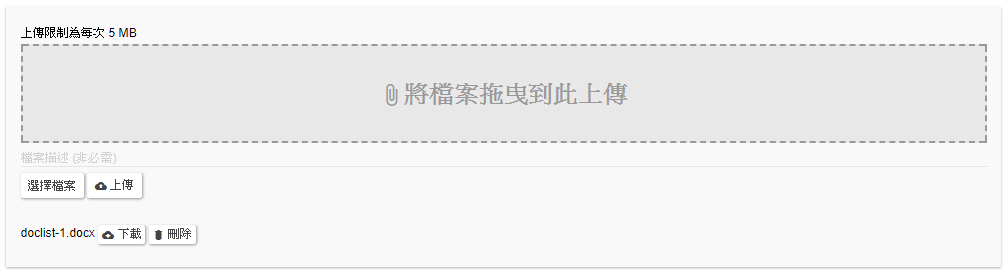 上傳限制為每次 5 MB
將檔案拖曳到此上傳
檔案描述 (非必需)
選擇檔案 上傳
doclist-1.docx 下載 刪除